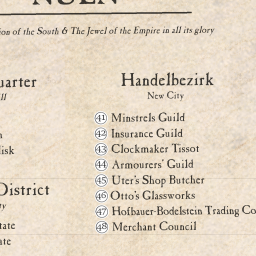 NULN
ion of the South & The Jewel of the Empire in all its glory
uarter
ll
n
lisk
District
ty
tate
ate
Handelbezirk
New City
41 Minstrels Guild
42 Insurance Guild
43 Clockmaker Tissot
44 Armourers' Guild
45 Uter's Shop Butcher
46 Otto's Glassworks
47 Hofbauer-Bodelstein Trading Co
48 Merchant Council